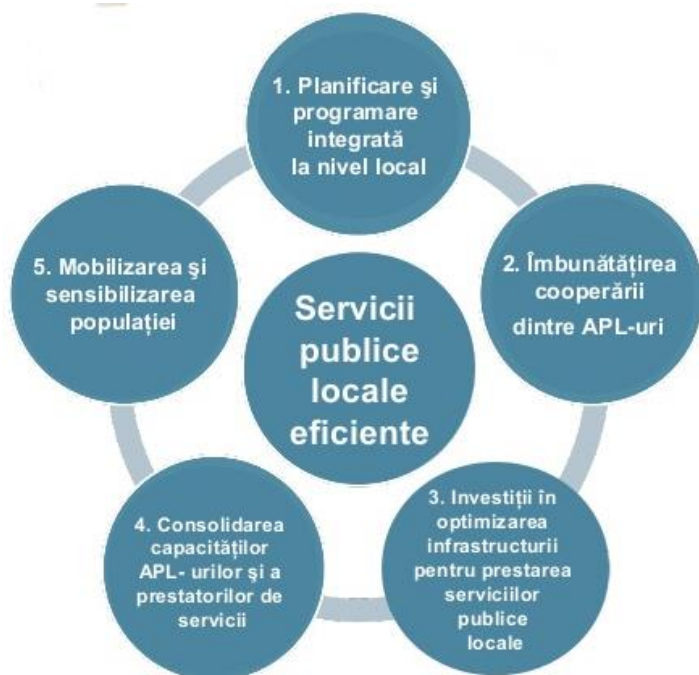 1. Planificare şi
programare
integrată
la nivel local
2. Îmbunătățirea
cooperării
dintre APL-uri
3. Investiții în
optimizarea
infrastructurii
pentru prestarea
serviciilor
publice
locale
4. Consolidarea
capacităților
APL- urilor şi a
prestatorilor de
servicii
5. Mobilizarea şi
sensibilizarea
populației
Servicii
publice
locale
eficiente